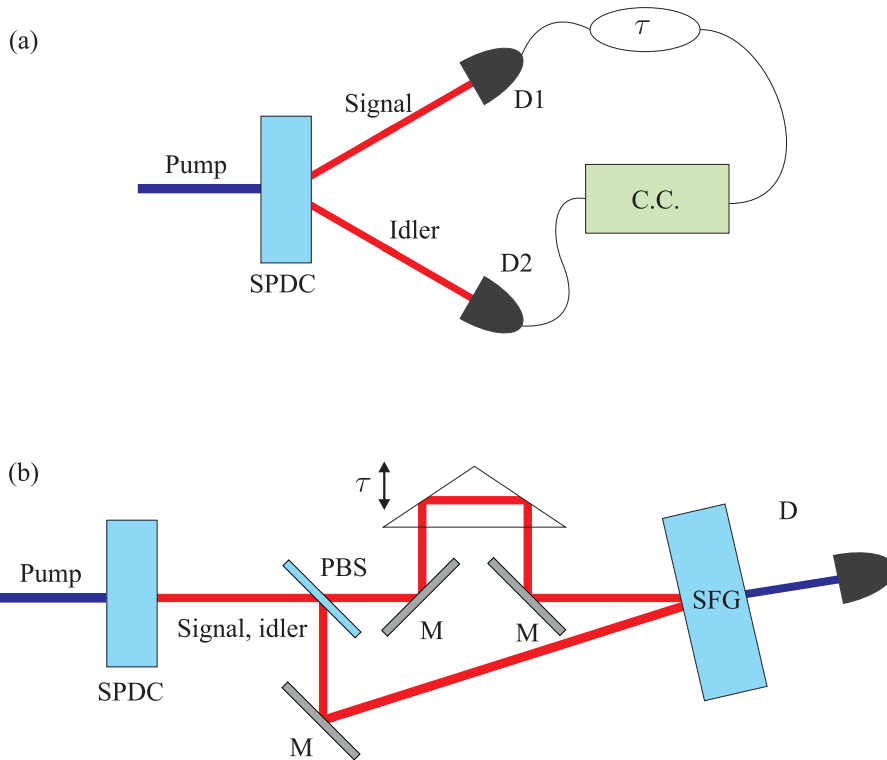 (a)
τ
D1
Signal
Pump
C.C.
Idler
D2
SPDC
(b)
τ
D
PBS
Pump
SFG
Signal, idler
M
M
SPDC
M